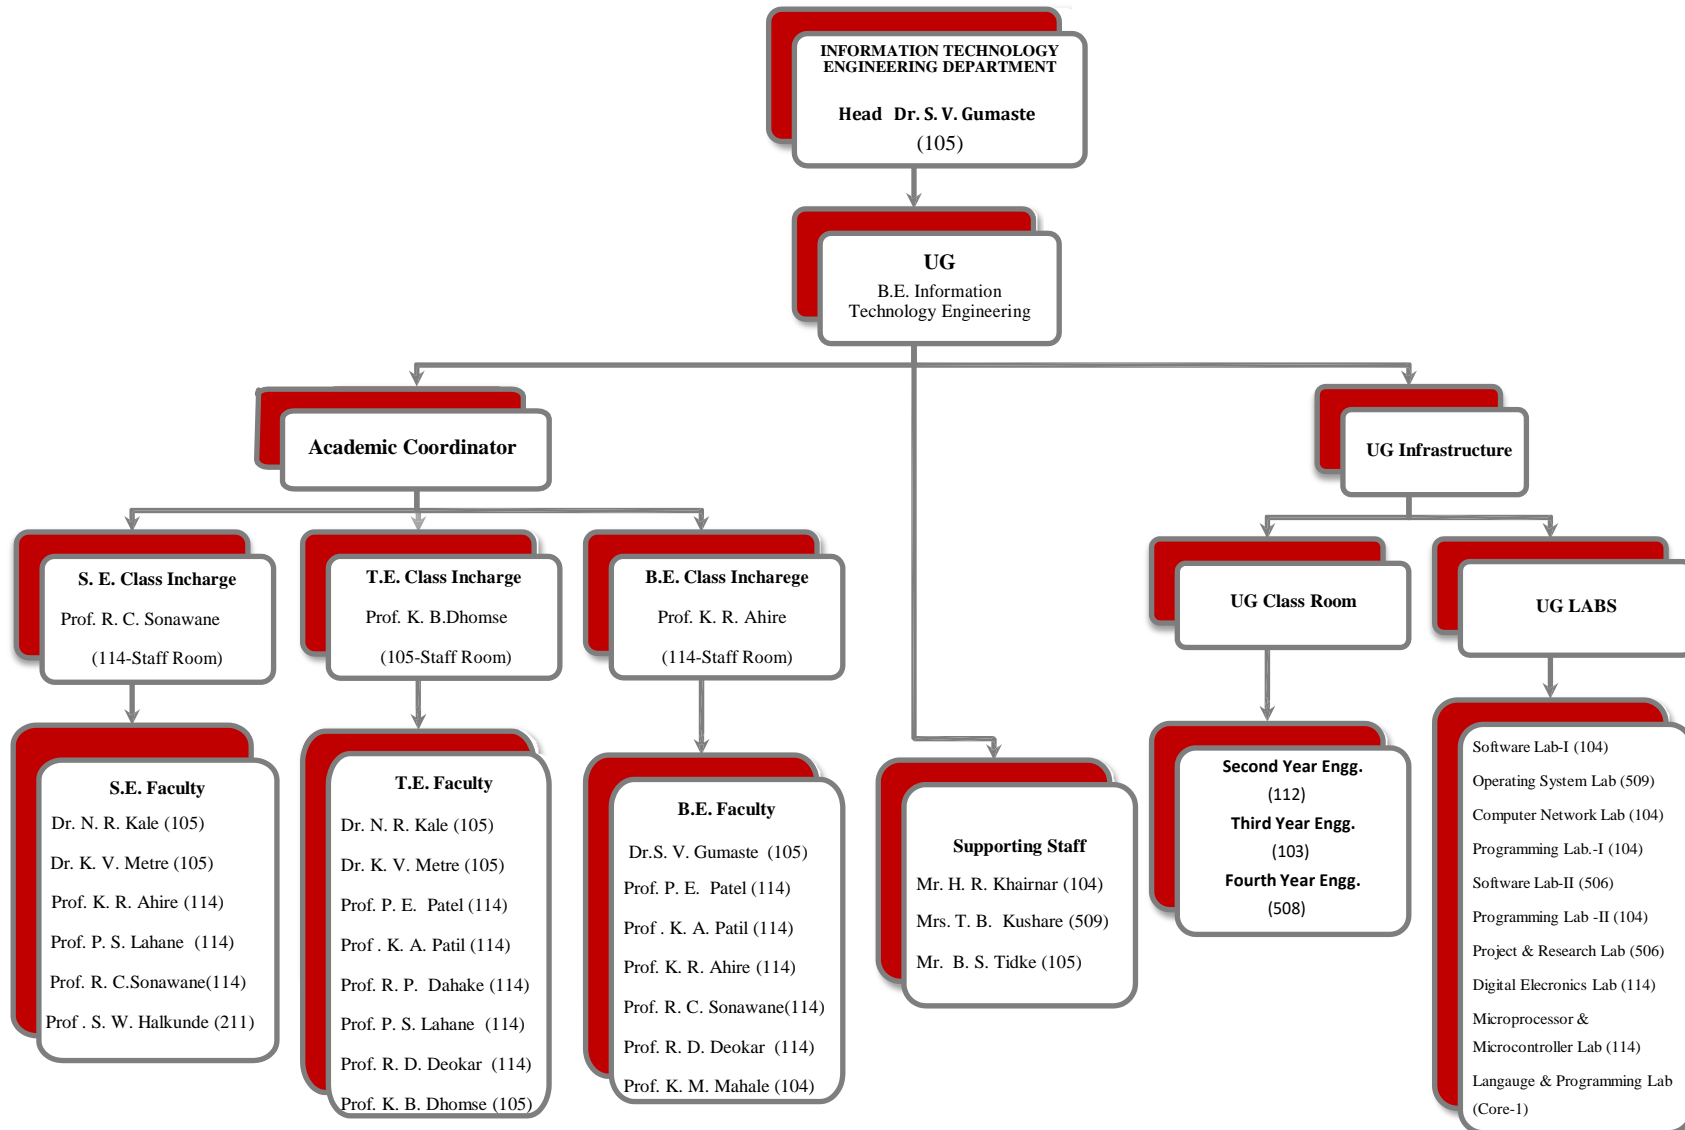 INFORMATION TECHNOLOGY
ENGINEERING DEPARTMENT
Head Dr. S. V. Gumaste
(105)
UG
B.E. Information
Technology Engineering
Academic Coordinator
UG Infrastructure
S. E. Class Incharge
Prof. R. C. Sonawane
(114-Staff Room)
T.E. Class Incharge
Prof. K. B.Dhomse
(105-Staff Room)
B.E. Class Incharege
Prof. K. R. Ahire
(114-Staff Room)
UG Class Room
UG LABS
S.E. Faculty
Dr. N. R. Kale (105)
Dr. K. V. Metre (105)
Prof. K. R. Ahire (114)
Prof. P. S. Lahane (114)
Prof. R. C.Sonawane(114)
Prof . S. W. Halkunde (211)
T.E. Faculty
Dr. N. R. Kale (105)
Dr. K. V. Metre (105)
Prof. P. E. Patel (114)
Prof . K. A. Patil (114)
Prof. R. P. Dahake (114)
Prof. P. S. Lahane (114)
Prof. R. D. Deokar (114)
Prof. K. B. Dhomse (105)
B.E. Faculty
Dr.S. V. Gumaste (105)
Prof. P. E. Patel (114)
Prof . K. A. Patil (114)
Prof. K. R. Ahire (114)
Prof. R. C. Sonawane(114)
Prof. R. D. Deokar (114)
Prof. K. M. Mahale (104)
Supporting Staff
Mr. H. R. Khairnar (104)
Mrs. T. B. Kushare (509)
Mr. B. S. Tidke (105)
Second Year Engg.
(112)
Third Year Engg.
(103)
Fourth Year Engg.
(508)
Software Lab-I (104)
Operating System Lab (509)
Computer Network Lab (104)
Programming Lab.-I (104)
Software Lab-II (506)
Programming Lab -II (104)
Project & Research Lab (506)
Digital Elecronics Lab (114)
Microprocessor &
Microcontroller Lab (114)
Langauge & Programming Lab
(Core-1)